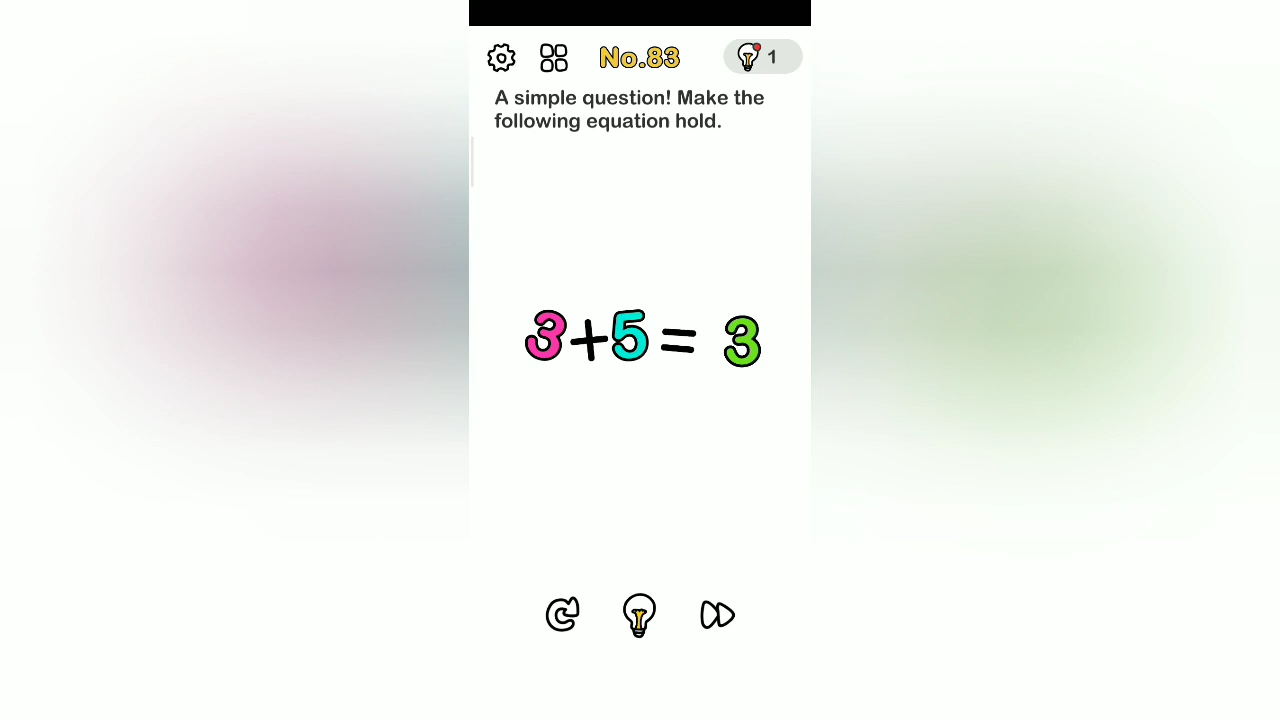 No.83
1
A simple question! Make the
following equation hold.
3+5= 3